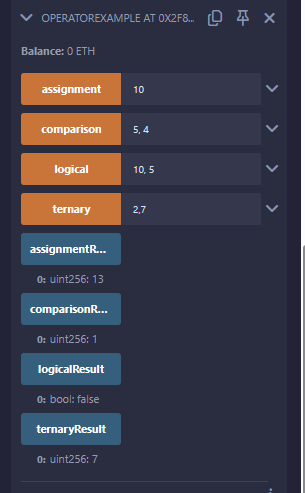 OPERATOREXAMPLE AT 0X2F8...
Balance: 0 ETH
assignment 10
comparison 5, 4
logical 10, 5
ternary 2,7
assignmentR...
0: uint256: 13
comparisonR...
0: uint256: 1
logicalResult
0: bool: false
ternaryResult
0: uint256: 7